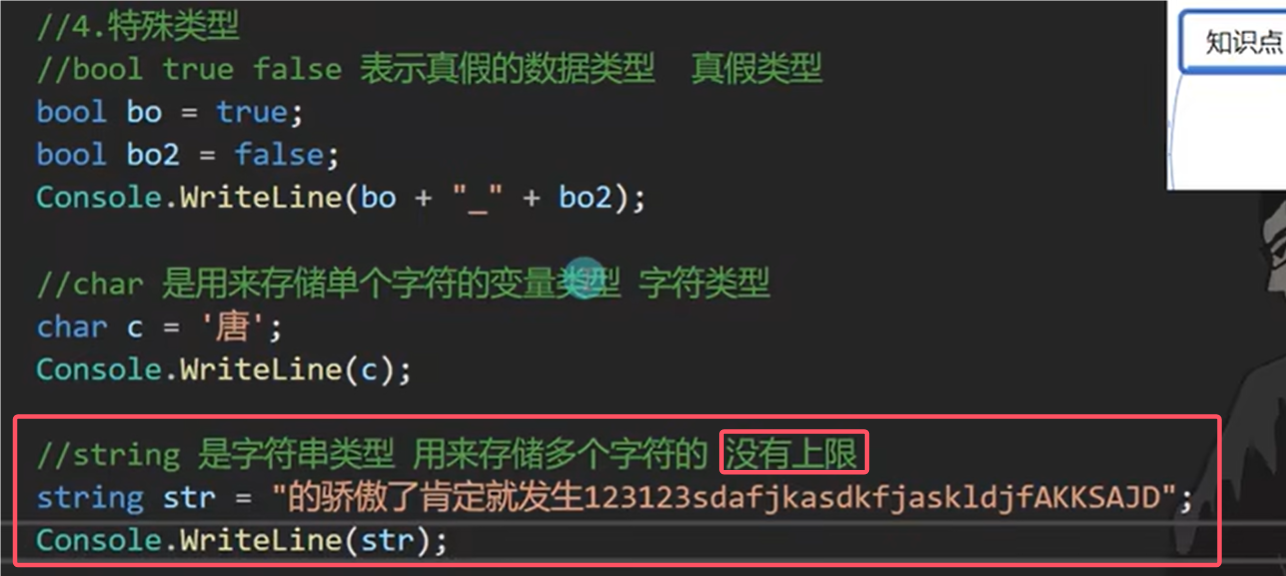 //4.特殊类型
知识点
//bool true false 表示真假的数据类型 真假类型
bool bo = true;
bool bo2 = false;
Console.WriteLine(bo + "_" + bo2);
//char 是用来存储单个字符的变量类型 字符类型
char c = '唐';
Console.WriteLine(c);
//string 是字符串类型 用来存储多个字符的 没有上限
string str = "的骄傲了肯定就发生123123sdafjkasdkfjaskldjfAKKSAJD";
Console.WriteLine(str);